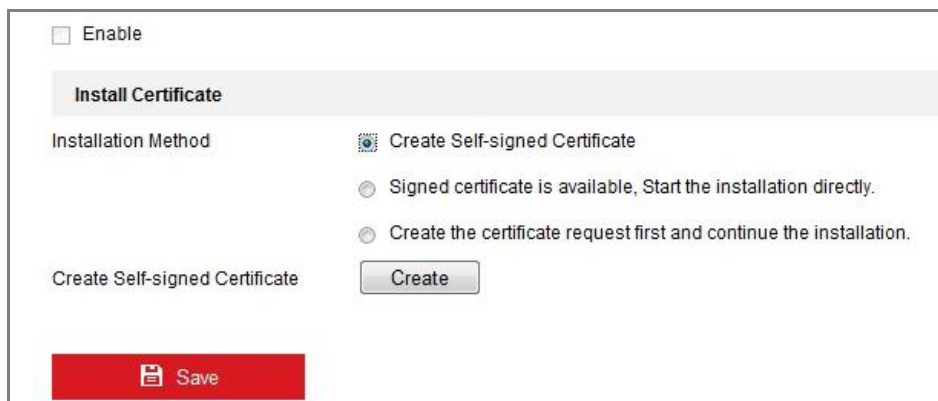 Enable
Install Certificate
Installation Method
Create Self-signed Certificate
Signed certificate is available, Start the installation directly.
Create the certificate request first and continue the installation.
Create Self-signed Certificate
Create
Save